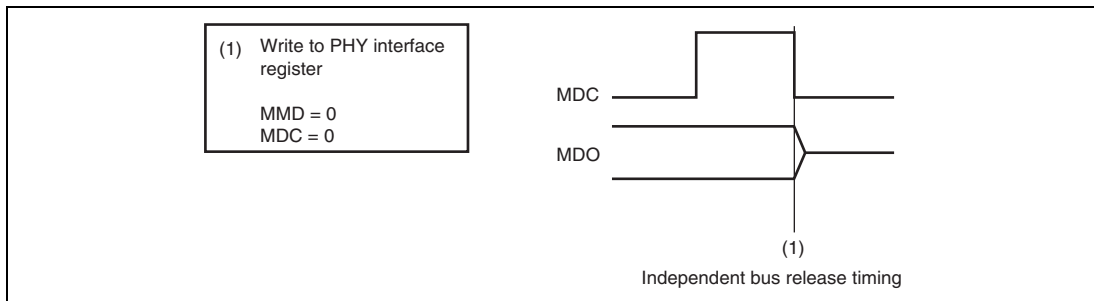 (1) Write to PHY interface
register
MMD = 0
MDC = 0
MDC
MDO
(1)
Independent bus release timing